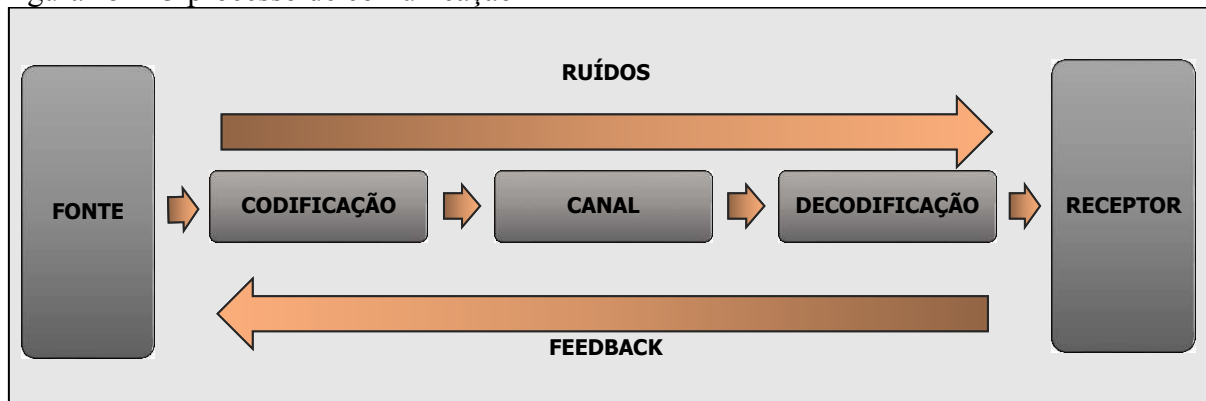 RUÍDOS
FONTE
CODIFICAÇÃO
CANAL
DECODIFICAÇÃO
RECEPTOR
FEEDBACK